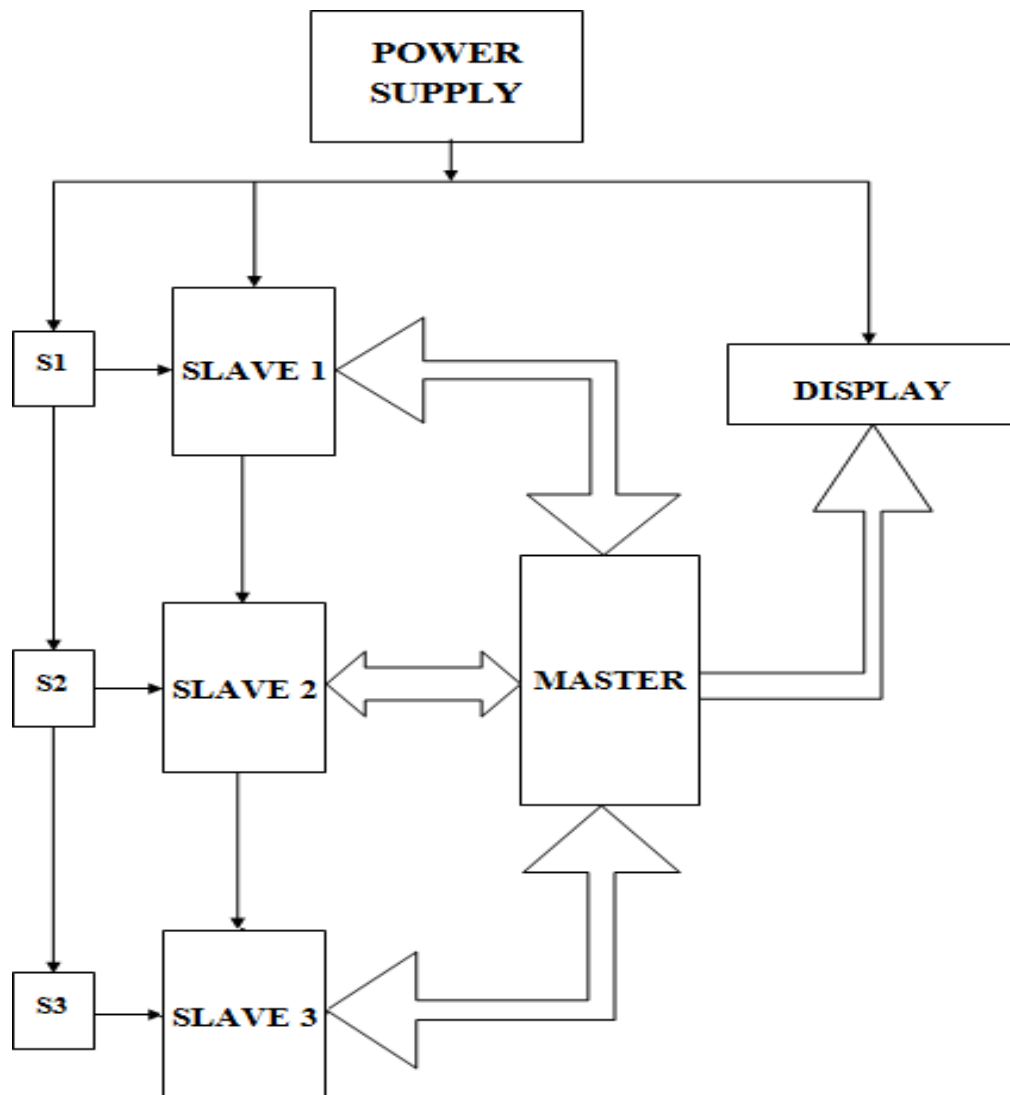 POWER
SUPPLY
S1
SLAVE 1
DISPLAY
S2
SLAVE 2
MASTER
S3
SLAVE 3